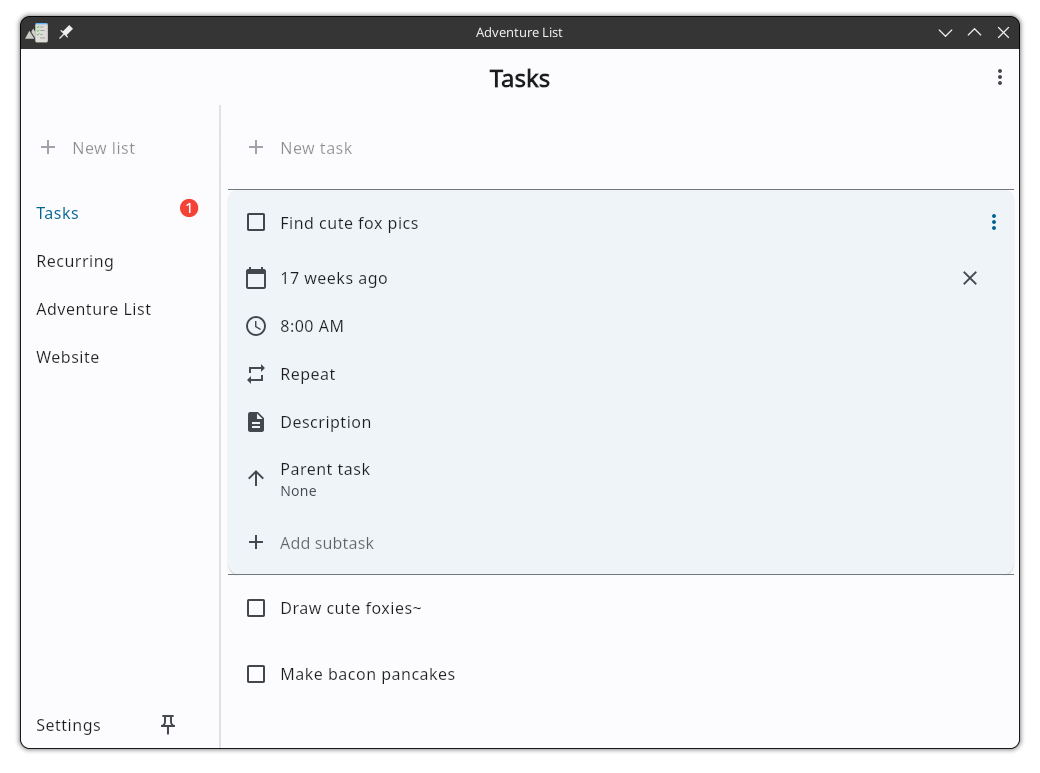 Adventure List
Tasks
New list
New task
Tasks
1
Find cute fox pics
Recurring
17 weeks ago
Adventure List
8:00 AM
Website
Repeat
Description
Parent task
None
Add subtask
Draw cute foxies~
Make bacon pancakes
Settings